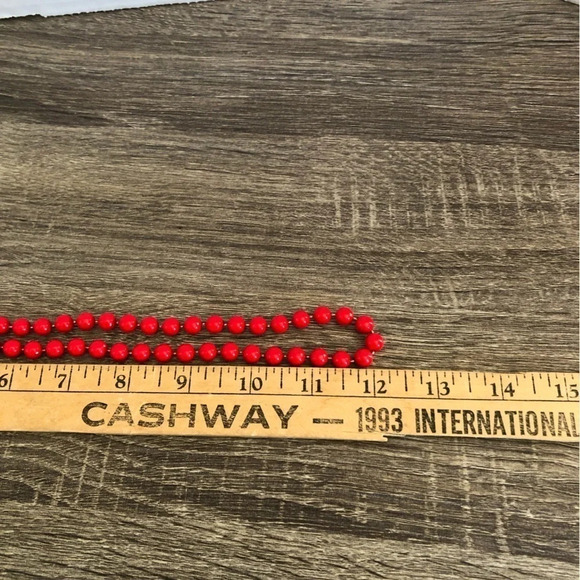 6 7 8 9 10 11 12 13 14 15
CASHWAY — 1993 INTERNATIONAL